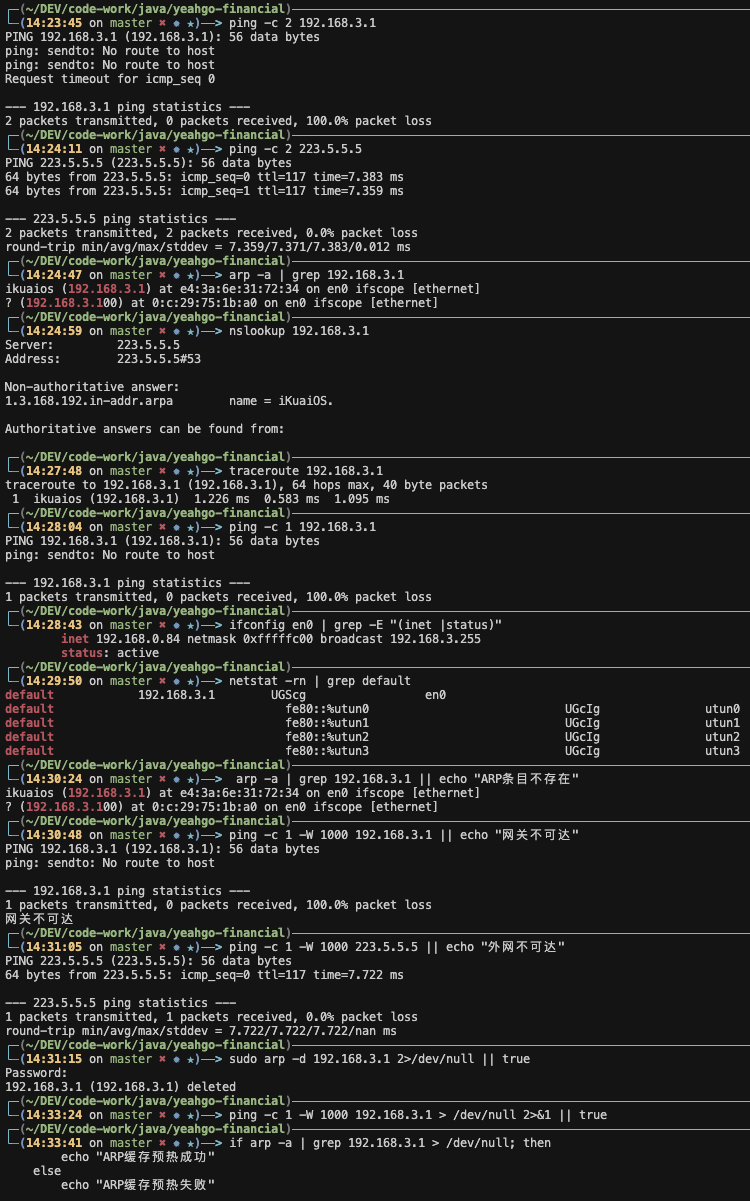 ┌─(~/DEV/code-work/java/yeahgo-financial)
└─(14:23:45 on master ✖ ✹ ★)──> ping -c 2 192.168.3.1
PING 192.168.3.1 (192.168.3.1): 56 data bytes
ping: sendto: No route to host
ping: sendto: No route to host
Request timeout for icmp_seq 0

--- 192.168.3.1 ping statistics ---
2 packets transmitted, 0 packets received, 100.0% packet loss
┌─(~/DEV/code-work/java/yeahgo-financial)
└─(14:24:11 on master ✖ ✹ ★)──> ping -c 2 223.5.5.5
PING 223.5.5.5 (223.5.5.5): 56 data bytes
64 bytes from 223.5.5.5: icmp_seq=0 ttl=117 time=7.383 ms
64 bytes from 223.5.5.5: icmp_seq=1 ttl=117 time=7.359 ms

--- 223.5.5.5 ping statistics ---
2 packets transmitted, 2 packets received, 0.0% packet loss
round-trip min/avg/max/stddev = 7.359/7.371/7.383/0.012 ms
┌─(~/DEV/code-work/java/yeahgo-financial)
└─(14:24:47 on master ✖ ✹ ★)──> arp -a | grep 192.168.3.1
ikuaios (192.168.3.1) at e4:3a:6e:31:72:34 on en0 ifscope [ethernet]
? (192.168.3.100) at 0:c:29:75:1b:a0 on en0 ifscope [ethernet]
┌─(~/DEV/code-work/java/yeahgo-financial)
└─(14:24:59 on master ✖ ✹ ★)──> nslookup 192.168.3.1
Server:         223.5.5.5
Address:        223.5.5.5#53

Non-authoritative answer:
1.3.168.192.in-addr.arpa        name = iKuaiOS.

Authoritative answers can be found from:

┌─(~/DEV/code-work/java/yeahgo-financial)
└─(14:27:48 on master ✖ ✹ ★)──> traceroute 192.168.3.1
traceroute to 192.168.3.1 (192.168.3.1), 64 hops max, 40 byte packets
 1  ikuaios (192.168.3.1)  1.226 ms  0.583 ms  1.095 ms
┌─(~/DEV/code-work/java/yeahgo-financial)
└─(14:28:04 on master ✖ ✹ ★)──> ping -c 1 192.168.3.1
PING 192.168.3.1 (192.168.3.1): 56 data bytes
ping: sendto: No route to host

--- 192.168.3.1 ping statistics ---
1 packets transmitted, 0 packets received, 100.0% packet loss
┌─(~/DEV/code-work/java/yeahgo-financial)
└─(14:28:43 on master ✖ ✹ ★)──> ifconfig en0 | grep -E "(inet |status)"
        inet 192.168.0.84 netmask 0xfffffc00 broadcast 192.168.3.255
        status: active
┌─(~/DEV/code-work/java/yeahgo-financial)
└─(14:29:50 on master ✖ ✹ ★)──> netstat -rn | grep default
default            192.168.3.1        UGScg                 en0
default                                 fe80::%utun0                            UGcIg               utun0
default                                 fe80::%utun1                            UGcIg               utun1
default                                 fe80::%utun2                            UGcIg               utun2
default                                 fe80::%utun3                            UGcIg               utun3
┌─(~/DEV/code-work/java/yeahgo-financial)
└─(14:30:24 on master ✖ ✹ ★)──>  arp -a | grep 192.168.3.1 || echo "ARP条目不存在"
ikuaios (192.168.3.1) at e4:3a:6e:31:72:34 on en0 ifscope [ethernet]
? (192.168.3.100) at 0:c:29:75:1b:a0 on en0 ifscope [ethernet]
┌─(~/DEV/code-work/java/yeahgo-financial)
└─(14:30:48 on master ✖ ✹ ★)──> ping -c 1 -W 1000 192.168.3.1 || echo "网关不可达"
PING 192.168.3.1 (192.168.3.1): 56 data bytes
ping: sendto: No route to host

--- 192.168.3.1 ping statistics ---
1 packets transmitted, 0 packets received, 100.0% packet loss
网关不可达
┌─(~/DEV/code-work/java/yeahgo-financial)
└─(14:31:05 on master ✖ ✹ ★)──> ping -c 1 -W 1000 223.5.5.5 || echo "外网不可达"
PING 223.5.5.5 (223.5.5.5): 56 data bytes
64 bytes from 223.5.5.5: icmp_seq=0 ttl=117 time=7.722 ms

--- 223.5.5.5 ping statistics ---
1 packets transmitted, 1 packets received, 0.0% packet loss
round-trip min/avg/max/stddev = 7.722/7.722/7.722/nan ms
┌─(~/DEV/code-work/java/yeahgo-financial)
└─(14:31:15 on master ✖ ✹ ★)──> sudo arp -d 192.168.3.1 2>/dev/null || true
Password:
192.168.3.1 (192.168.3.1) deleted
┌─(~/DEV/code-work/java/yeahgo-financial)
└─(14:33:24 on master ✖ ✹ ★)──> ping -c 1 -W 1000 192.168.3.1 > /dev/null 2>&1 || true
┌─(~/DEV/code-work/java/yeahgo-financial)
└─(14:33:41 on master ✖ ✹ ★)──> if arp -a | grep 192.168.3.1 > /dev/null; then
        echo "ARP缓存预热成功"
    else
        echo "ARP缓存预热失败"